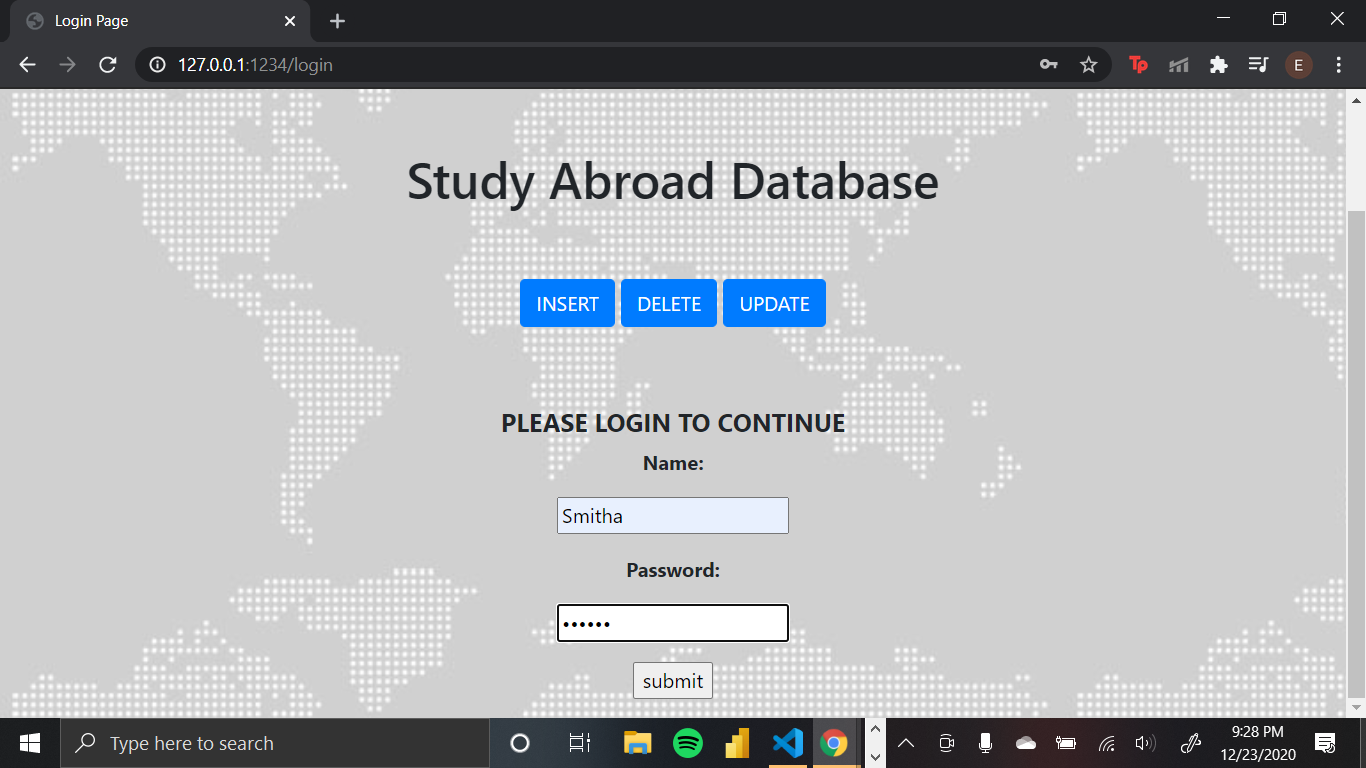 Login Page
127.0.0.1:1234/login
Tp
E
Study Abroad Database
INSERT DELETE UPDATE
PLEASE LOGIN TO CONTINUE
Name:
Smitha
Password:
••••••
submit
Type here to search
9:28 PM
12/23/2020